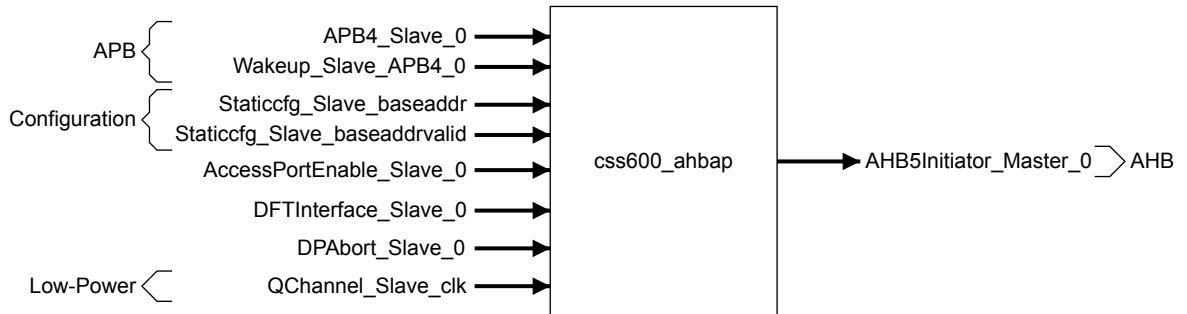 APB
APB4_Slave_0
Wakeup_Slave_APB4_0
Configuration
Staticcfg_Slave_baseaddr
Staticcfg_Slave_baseaddrvalid
AccessPortEnable_Slave_0
DFTInterface_Slave_0
DPAbort_Slave_0
Low-Power
QChannel_Slave_clk
css600_ahbap
AHB5Initiator_Master_0
AHB